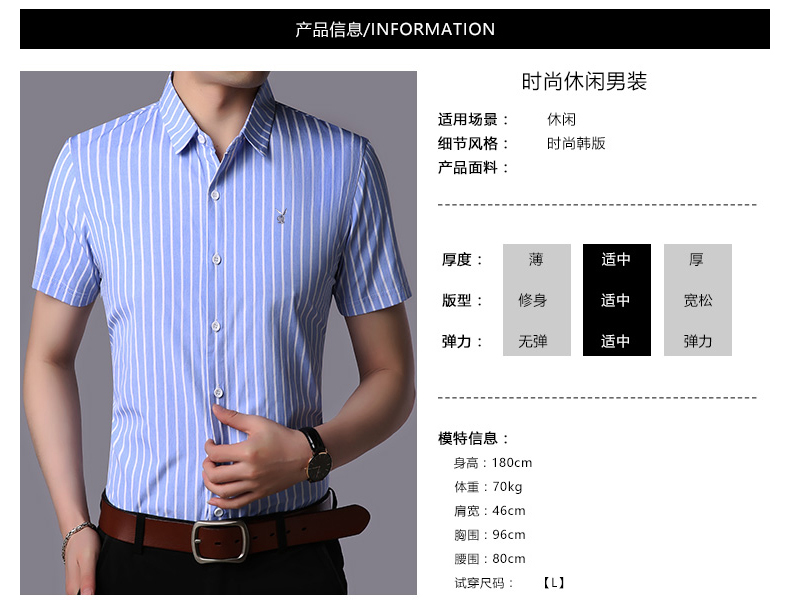 产品信息/INFORMATION
时尚休闲男装
适用场景： 休闲
细节风格： 时尚韩版
产品面料：
厚度： 薄 适中 厚
版型： 修身 适中 宽松
弹力： 无弹 适中 弹力
模特信息：
身高：180cm
体重：70kg
肩宽：46cm
胸围：96cm
腰围：80cm
试穿尺码： 【L】